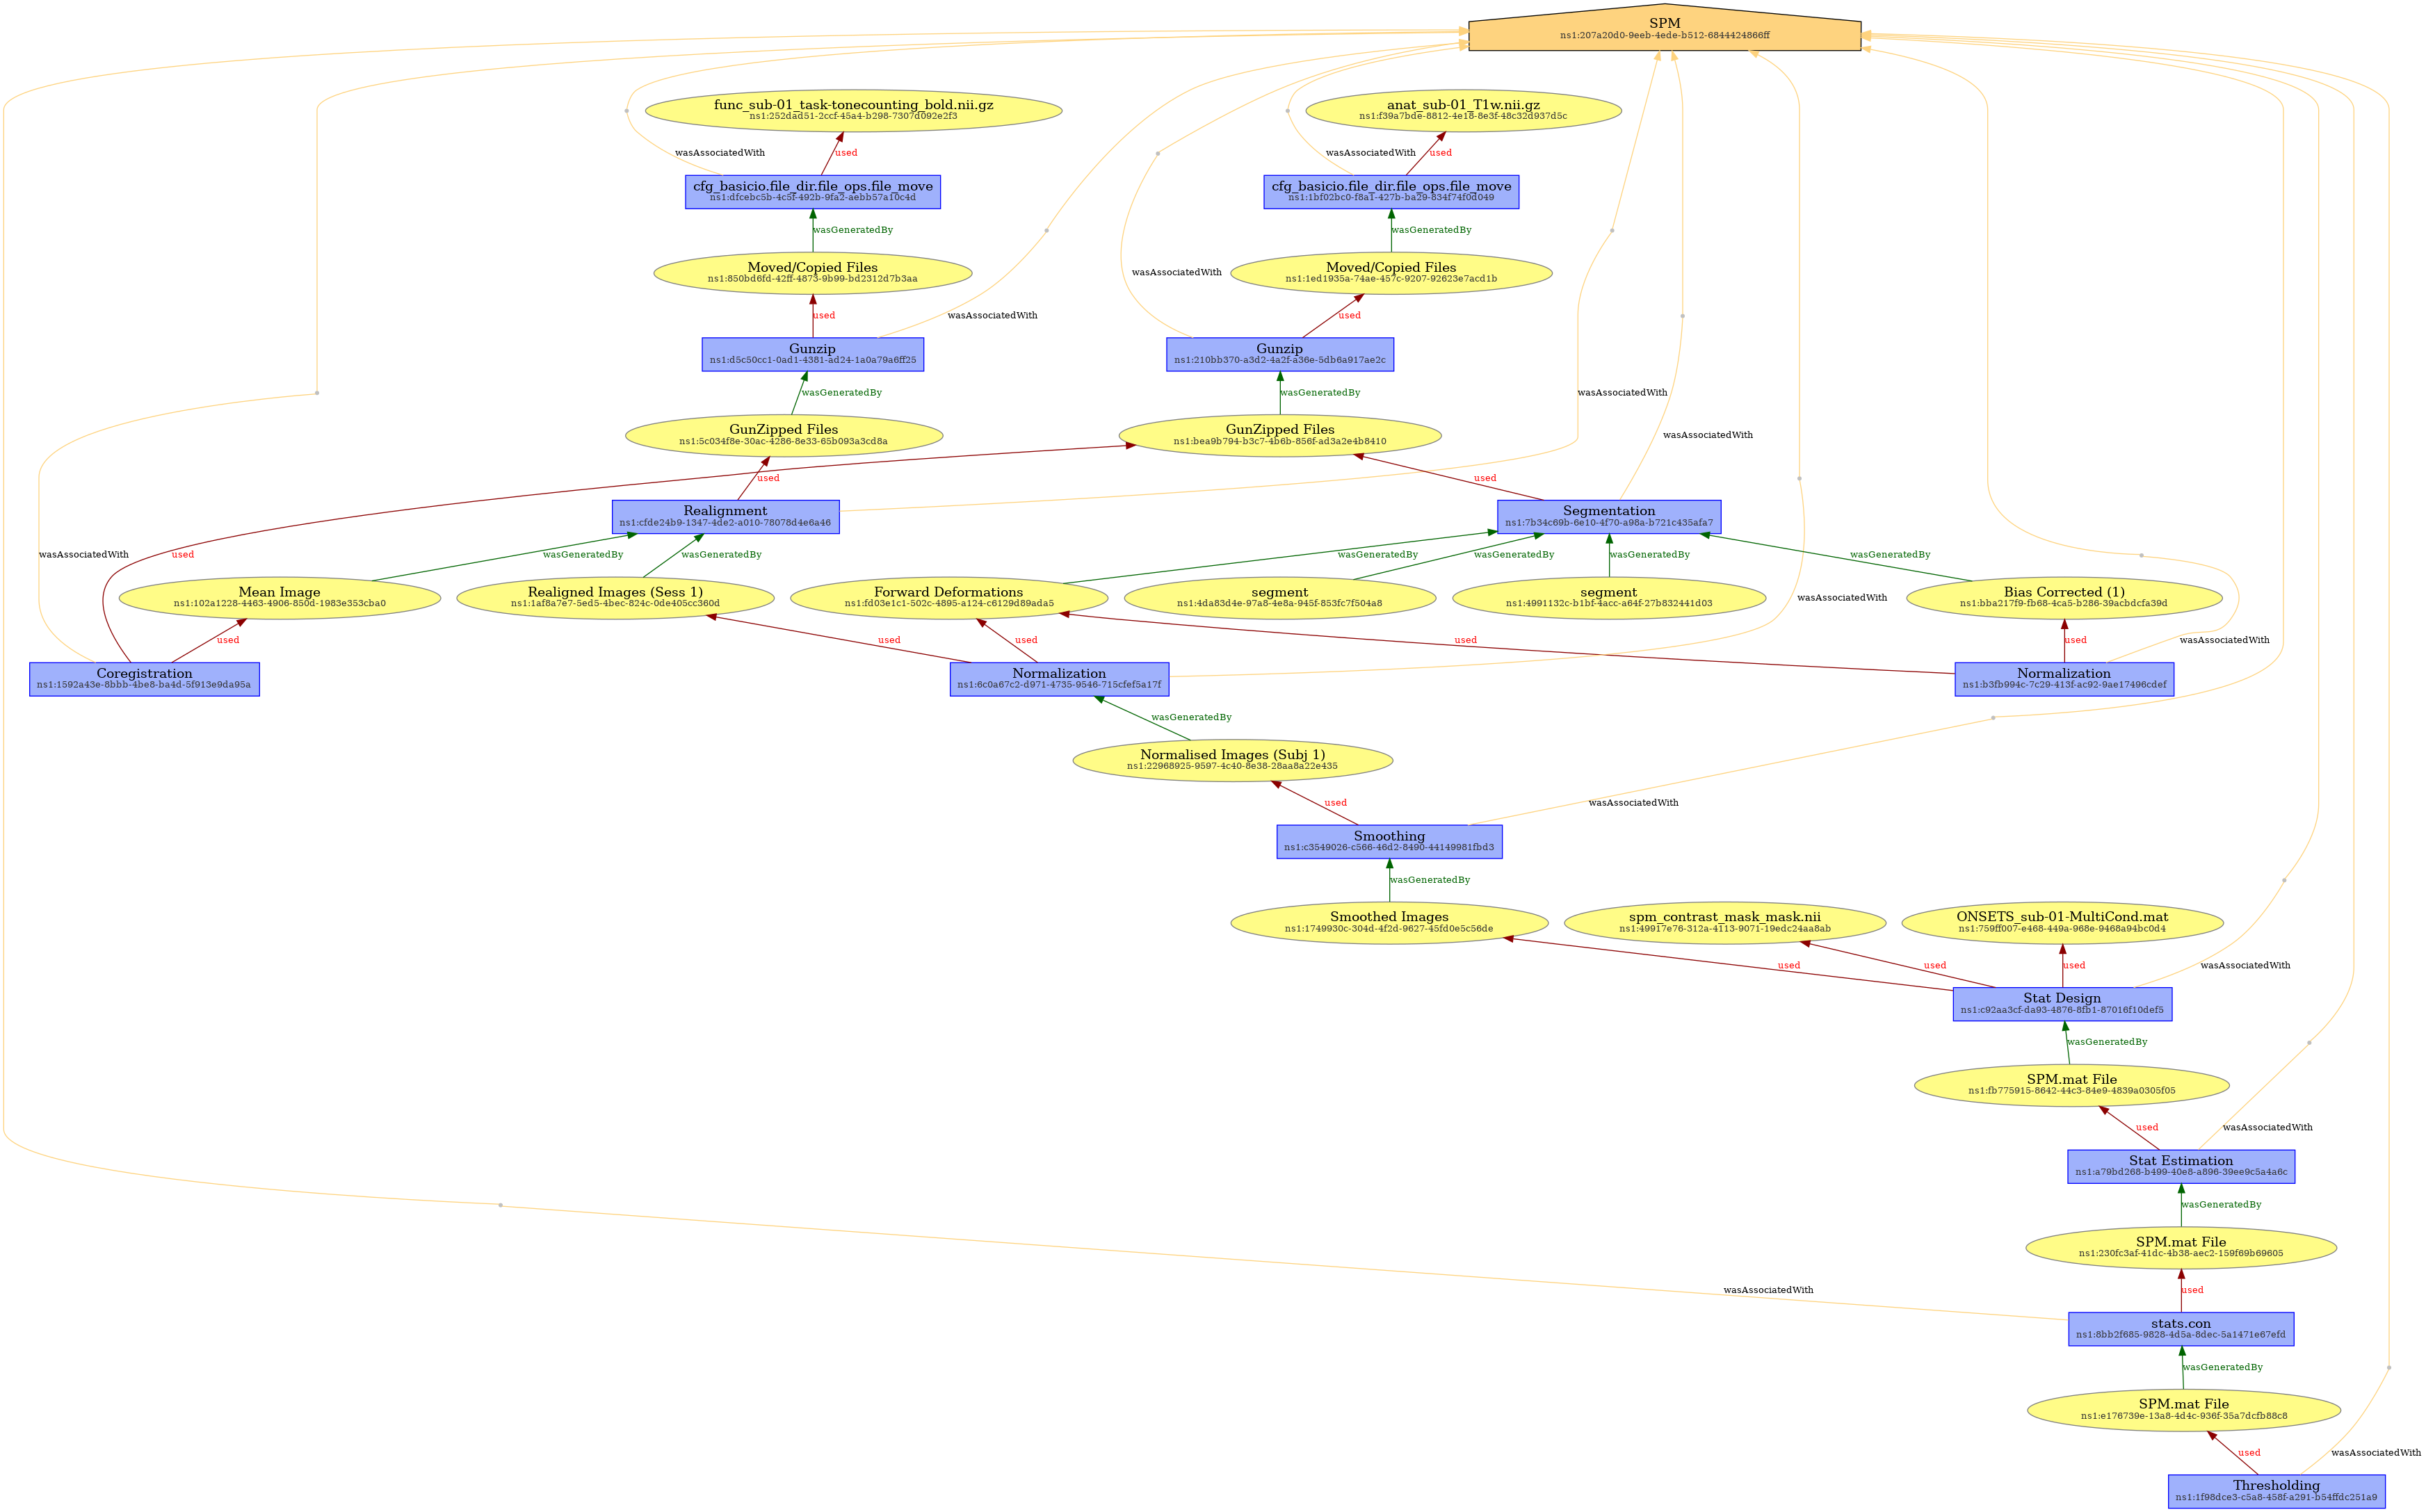 SPM
ns1:207a20d0-9eeb-4ede-b512-6844424866ff
func_sub-01_task-tonecounting_bold.nii.gz
ns1:252dad51-2ccf-45a4-b298-7307d092e2f3
anat_sub-01_T1w.nii.gz
ns1:f39a7bde-8812-4e18-8e3f-48c32d937d5c
wasAssociatedWith
used
wasAssociatedWith
used
cfg_basicio.file_dir.file_ops.file_move
ns1:dfcebc5b-4c5f-492b-9fa2-aebb57a10c4d
cfg_basicio.file_dir.file_ops.file_move
ns1:1bf02bc0-f8a1-427b-ba29-834f74f0d049
wasGeneratedBy
wasGeneratedBy
Moved/Copied Files
ns1:850bd6fd-42ff-4873-9b99-bd2312d7b3aa
wasAssociatedWith
Moved/Copied Files
ns1:1ed1935a-74ae-457c-9207-92623e7acd1b
used
wasAssociatedWith
used
Gunzip
ns1:d5c50cc1-0ad1-4381-ad24-1a0a79a6ff25
Gunzip
ns1:210bb370-a3d2-4a2f-a36e-5db6a917ae2c
wasGeneratedBy
wasGeneratedBy
wasAssociatedWith
GunZipped Files
ns1:5c034f8e-30ac-4286-8e33-65b093a3cd8a
GunZipped Files
ns1:bea9b794-b3c7-4b6b-856f-ad3a2e4b8410
wasAssociatedWith
used
used
Realignment
ns1:cfde24b9-1347-4de2-a010-78078d4e6a46
Segmentation
ns1:7b34c69b-6e10-4f70-a98a-b721c435afa7
wasAssociatedWith
used
wasGeneratedBy
wasGeneratedBy
wasGeneratedBy
wasGeneratedBy
wasGeneratedBy
wasGeneratedBy
Mean Image
ns1:102a1228-4463-4906-850d-1983e353cba0
Realigned Images (Sess 1)
ns1:1af8a7e7-5ed5-4bec-824c-0de405cc360d
Forward Deformations
ns1:fd03e1c1-502c-4895-a124-c6129d89ada5
segment
ns1:4da83d4e-97a8-4e8a-945f-853fc7f504a8
segment
ns1:4991132c-b1bf-4acc-a64f-27b832441d03
wasAssociatedWith
Bias Corrected (1)
ns1:bba217f9-fb68-4ca5-b286-39acbdcfa39d
used
used
used
used
used
wasAssociatedWith
Coregistration
ns1:1592a43e-8bbb-4be8-ba4d-5f913e9da95a
Normalization
ns1:6c0a67c2-d971-4735-9546-715cfef5a17f
Normalization
ns1:b3fb994c-7c29-413f-ac92-9ae17496cdef
wasGeneratedBy
Normalised Images (Subj 1)
ns1:22968925-9597-4c40-8e38-28aa8a22e435
used
wasAssociatedWith
Smoothing
ns1:c3549026-c566-46d2-8490-44149981fbd3
wasGeneratedBy
Smoothed Images
ns1:1749930c-304d-4f2d-9627-45fd0e5c56de
spm_contrast_mask_mask.nii
ns1:49917e76-312a-4113-9071-19edc24aa8ab
ONSETS_sub-01-MultiCond.mat
ns1:759ff007-e468-449a-968e-9468a94bc0d4
used
used
used
wasAssociatedWith
Stat Design
ns1:c92aa3cf-da93-4876-8fb1-87016f10def5
wasGeneratedBy
SPM.mat File
ns1:fb775915-8642-44c3-84e9-4839a0305f05
used
wasAssociatedWith
Stat Estimation
ns1:a79bd268-b499-40e8-a896-39ee9c5a4a6c
wasGeneratedBy
SPM.mat File
ns1:230fc3af-41dc-4b38-aec2-159f69b69605
wasAssociatedWith
used
stats.con
ns1:8bb2f685-9828-4d5a-8dec-5a1471e67efd
wasGeneratedBy
SPM.mat File
ns1:e176739e-13a8-4d4c-936f-35a7dcfb88c8
used
wasAssociatedWith
Thresholding
ns1:1f98dce3-c5a8-458f-a291-b54ffdc251a9